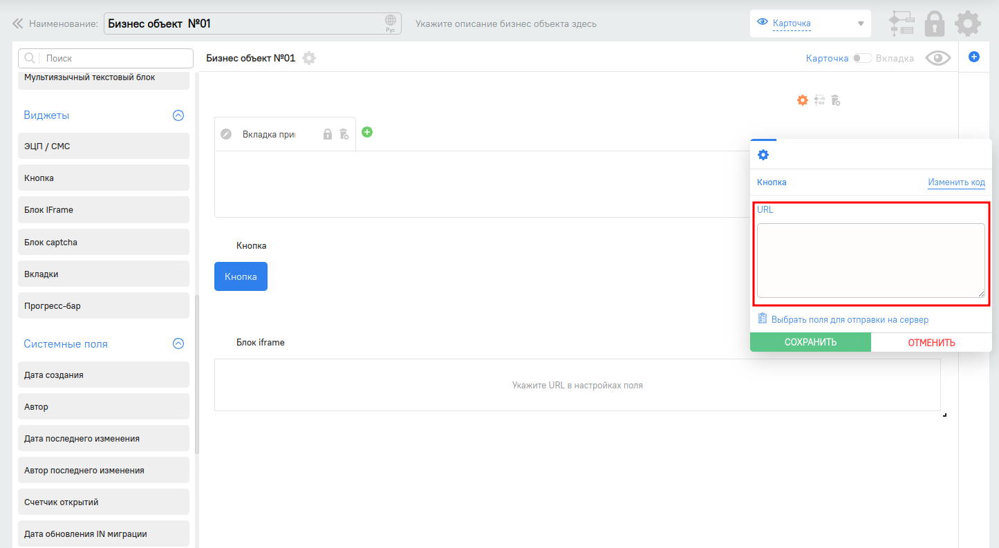 Наименование:
Бизнес объект №01
Рус
Укажите описание бизнес объекта здесь
Карточка
Поиск
Бизнес объект №01
Карточка
Вкладка
Мультиязычный текстовый блок
Виджеты
ЭЦП / СМС
Кнопка
Блок IFrame
Блок captcha
Вкладки
Прогресс-бар
Системные поля
Дата создания
Автор
Дата последнего изменения
Автор последнего изменения
Счетчик открытий
Дата обновления IN миграции
Вкладка при
Кнопка
Кнопка
Блок iframe
Укажите URL в настройках поля
Кнопка
Изменить код
URL
Выбрать поля для отправки на сервер
СОХРАНИТЬ
ОТМЕНИТЬ